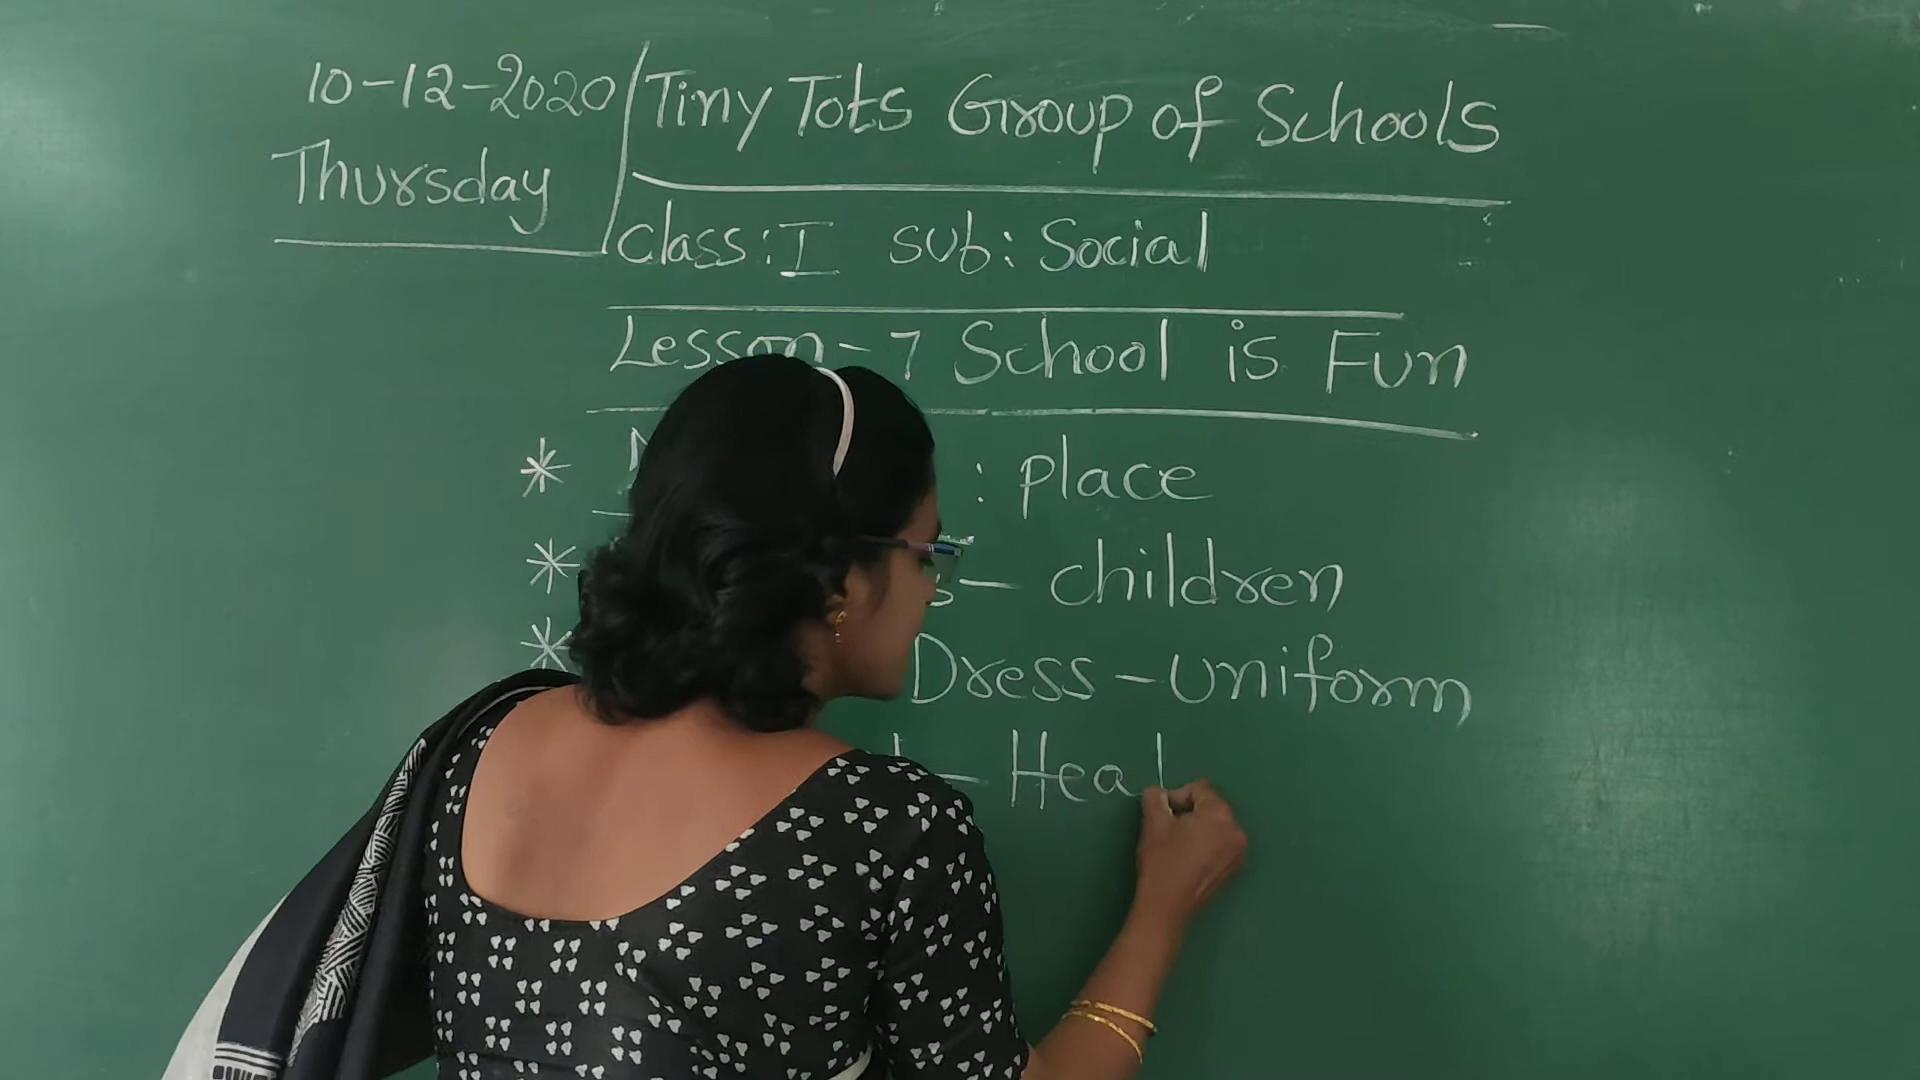 10-12-2020
Thursday
Tiny Tots Group of Schools
class: I sub: Social
Lesson-7 School is Fun
* : place
* - children
* Dress - uniform
- Heal